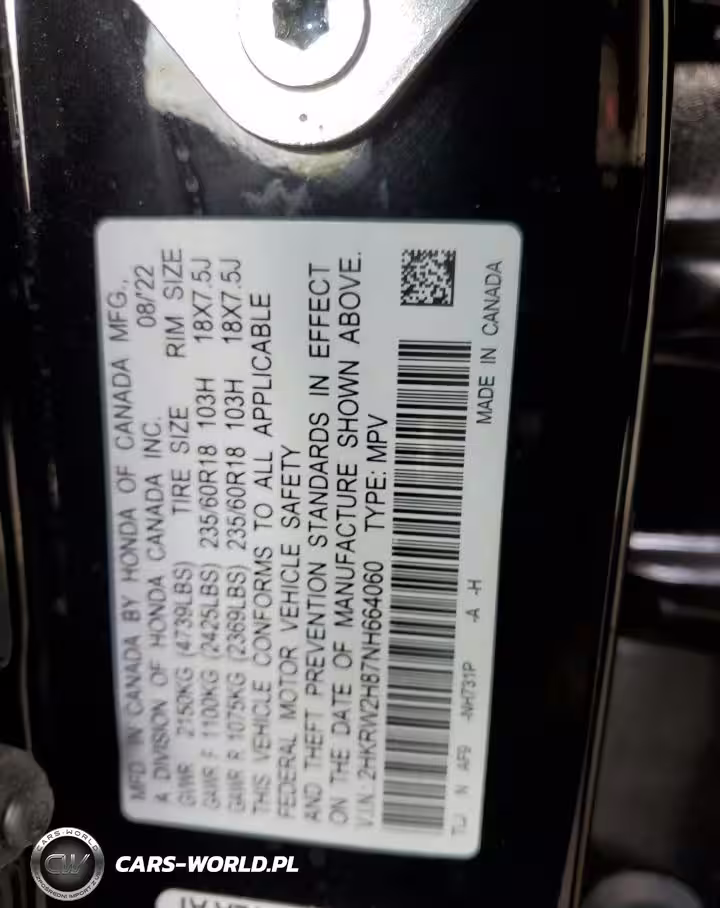 MFD IN CANADA BY HONDA OF CANADA MFG.,
A DIVISION OF HONDA CANADA INC. 08/'22
GVWR 2150KG (4739LBS) TIRE SIZE RIM SIZE
GAWR F 1100KG (2425LBS) 235/60R18 103H 18X7.5J
GAWR R 1075KG (2369LBS) 235/60R18 103H 18X7.5J
THIS VEHICLE CONFORMS TO ALL APPLICABLE
FEDERAL MOTOR VEHICLE SAFETY
AND THEFT PREVENTION STANDARDS IN EFFECT
ON THE DATE OF MANUFACTURE SHOWN ABOVE.
V.I.N.: 2HKRW2H87NH664060 TYPE: MPV
N AF9 -NH731P -A -H
MADE IN CANADA
CARS-WORLD
CW
CARS-WORLD.PL